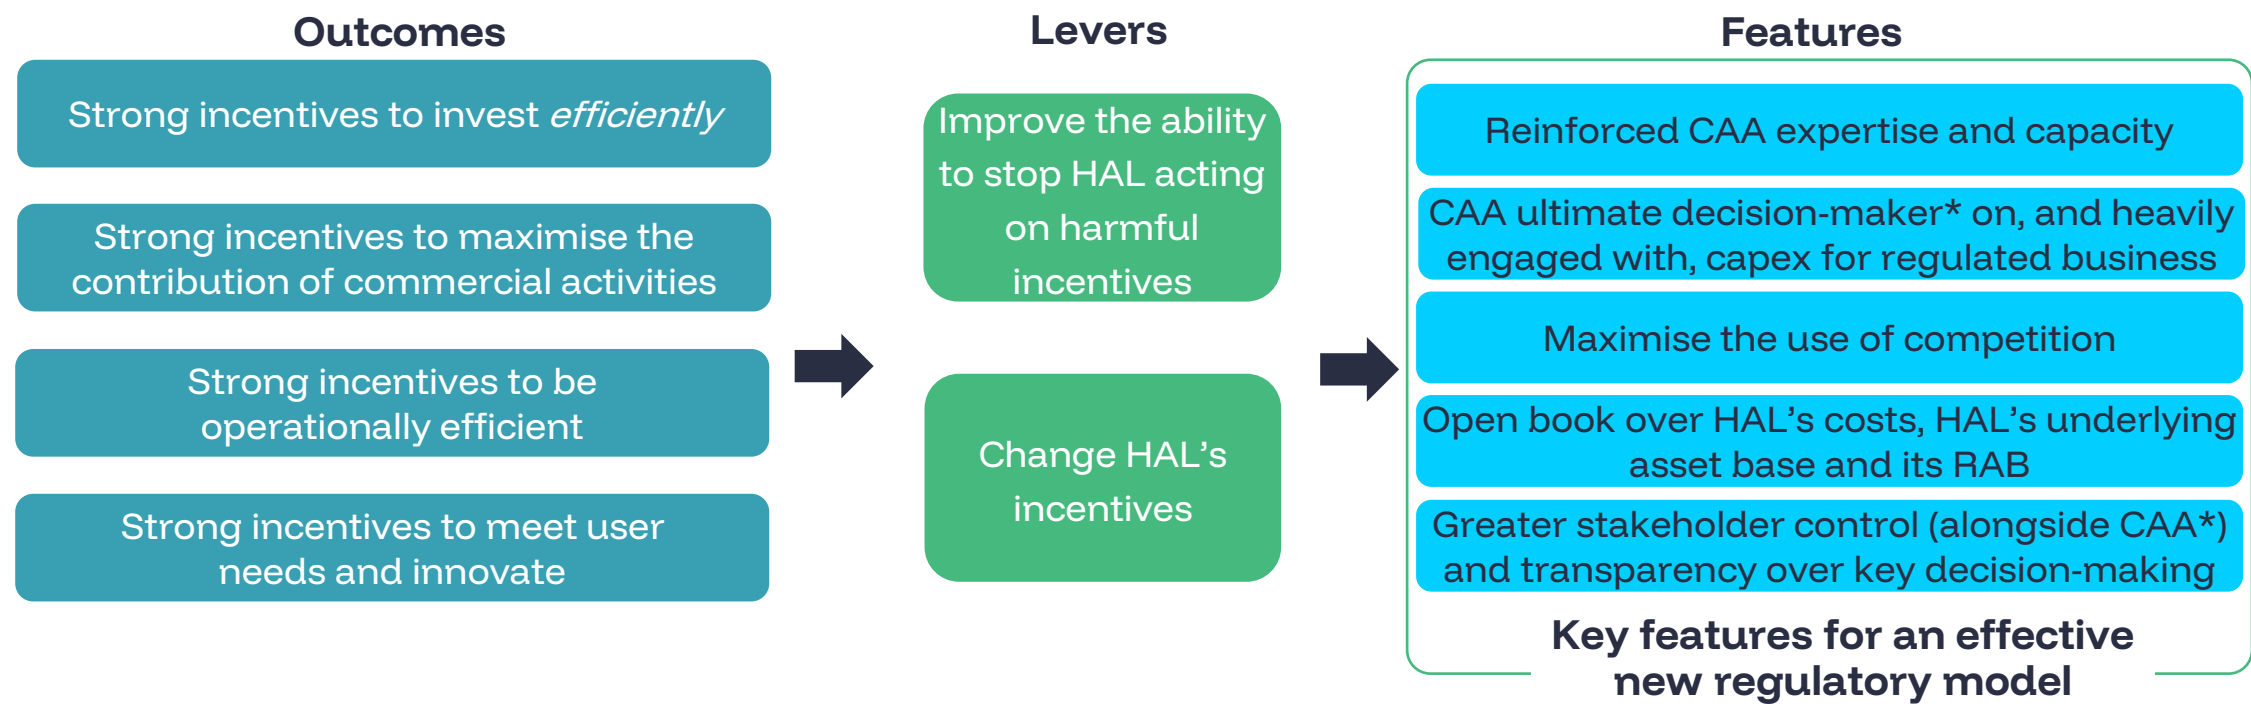 Outcomes
Strong incentives to invest efficiently
Strong incentives to maximise the
contribution of commercial activities
Strong incentives to be
operationally efficient
Strong incentives to meet user
needs and innovate
Levers
Improve the ability
to stop HAL acting
on harmful
incentives
Change HAL’s
incentives
Features
Reinforced CAA expertise and capacity
CAA ultimate decision-maker* on, and heavily
engaged with, capex for regulated business
Maximise the use of competition
Open book over HAL’s costs, HAL’s underlying
asset base and its RAB
Greater stakeholder control (alongside CAA*)
and transparency over key decision-making
Key features for an effective
new regulatory model